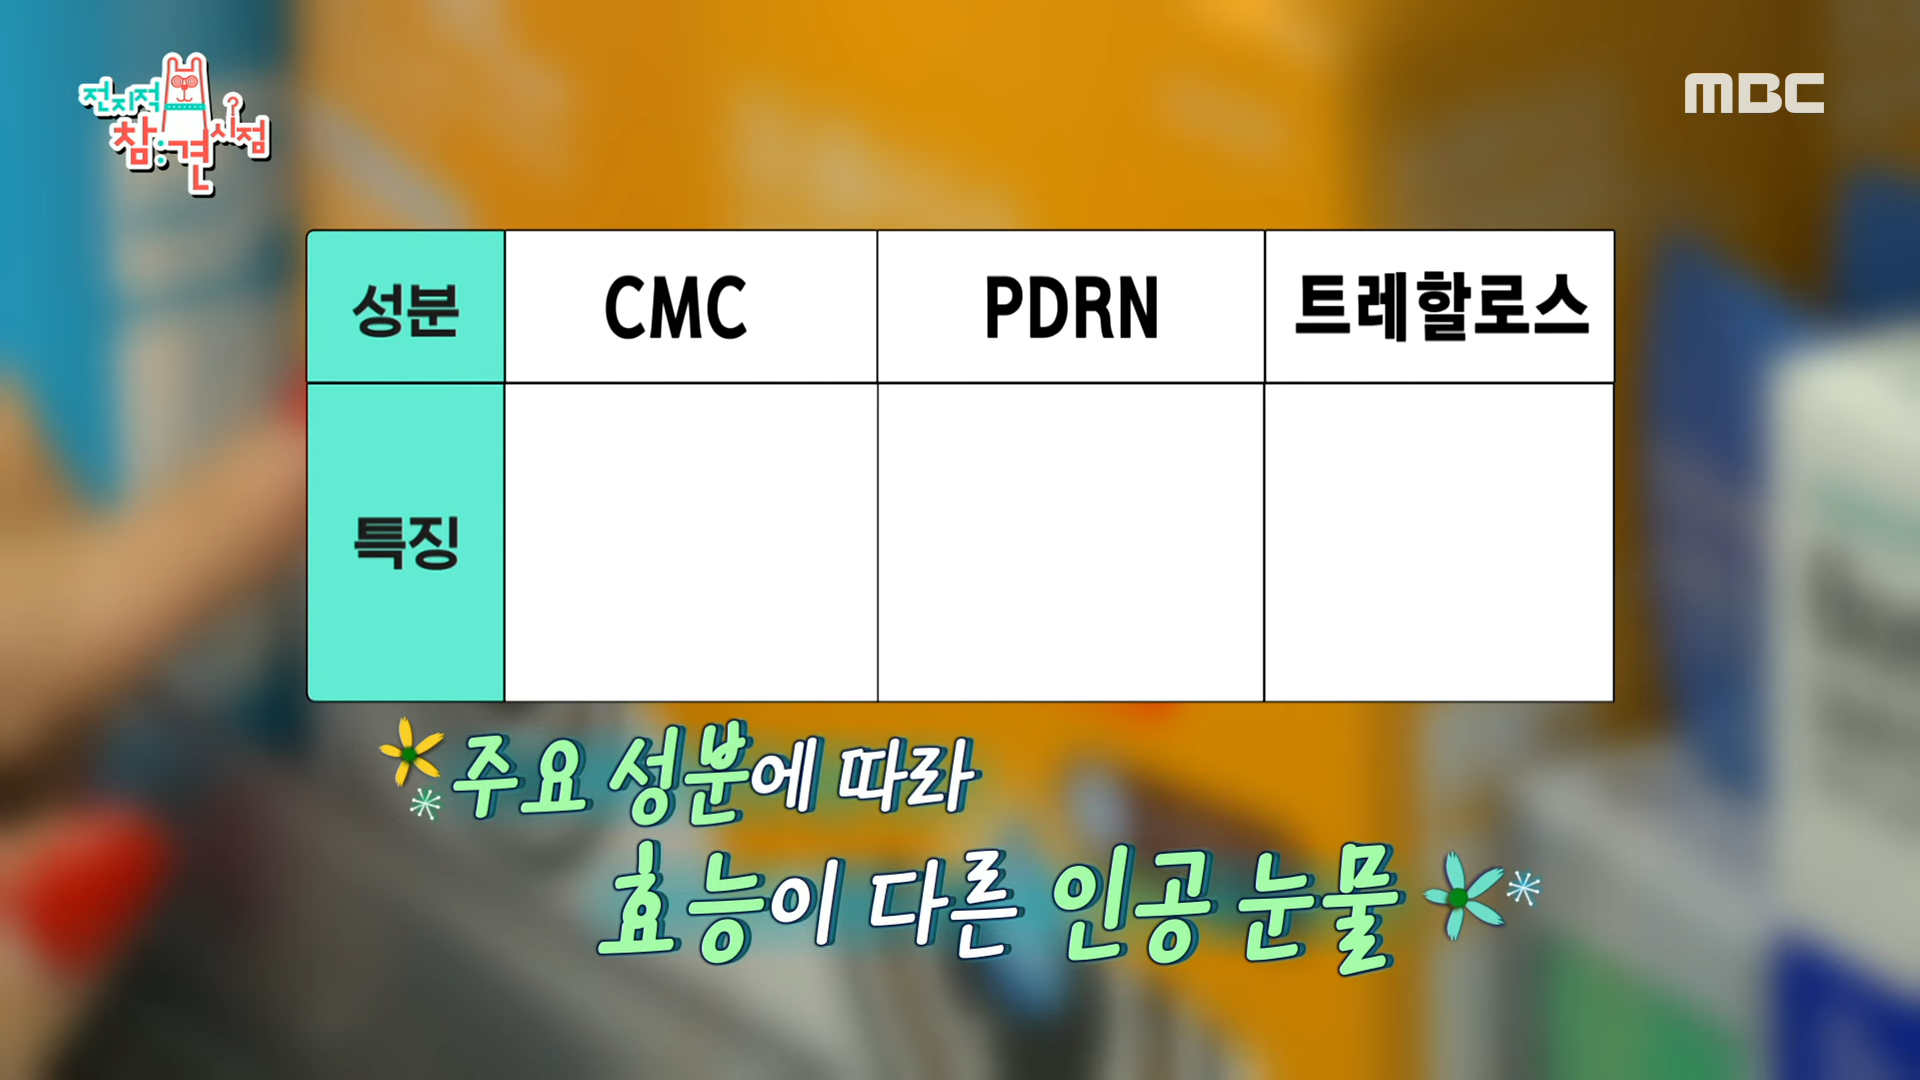 전지적
참견 시점
MBC
성분 CMC PDRN 트레할로스
특징
주요 성분에 따라
효능이 다른 인공 눈물